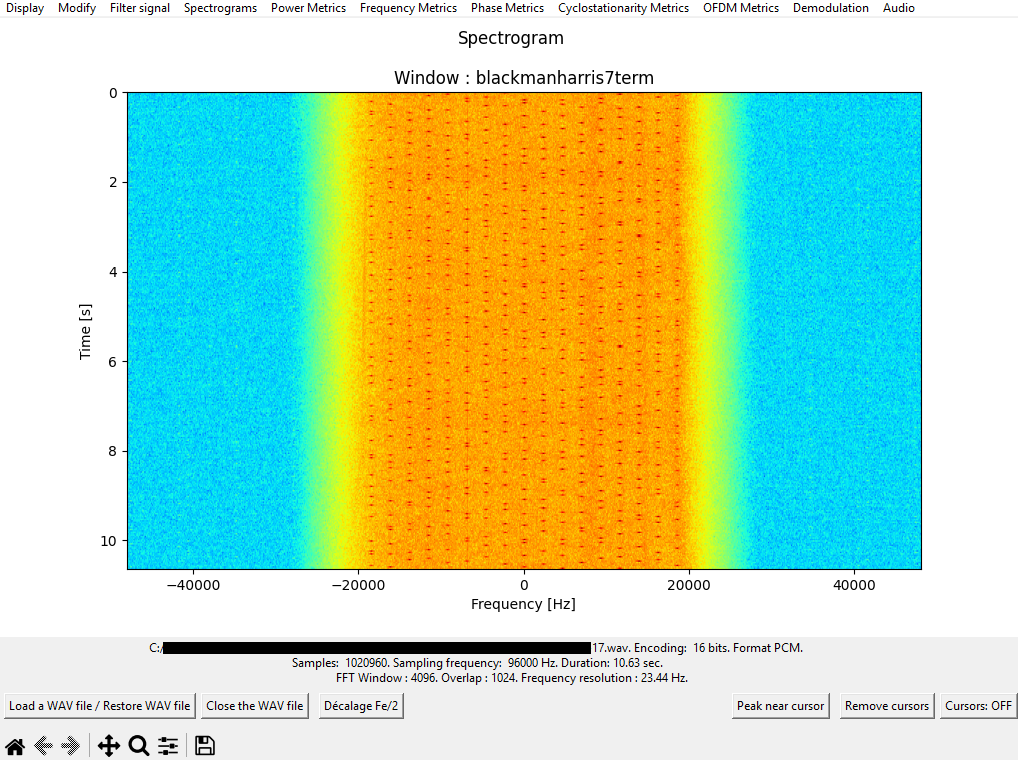 Display Modify Filter signal Spectrograms Power Metrics Frequency Metrics Phase Metrics Cyclostationarity Metrics OFDM Metrics Demodulation Audio
Spectrogram
Window : blackmanharris7term
0
2
4
6
8
10
Time [s]
−40000 −20000 0 20000 40000
Frequency [Hz]
C:/ 17.wav. Encoding: 16 bits. Format PCM.
Samples: 1020960. Sampling frequency: 96000 Hz. Duration: 10.63 sec.
FFT Window : 4096. Overlap : 1024. Frequency resolution : 23.44 Hz.
Load a WAV file / Restore WAV file Close the WAV file Décalage Fe/2 Peak near cursor Remove cursors Cursors: OFF